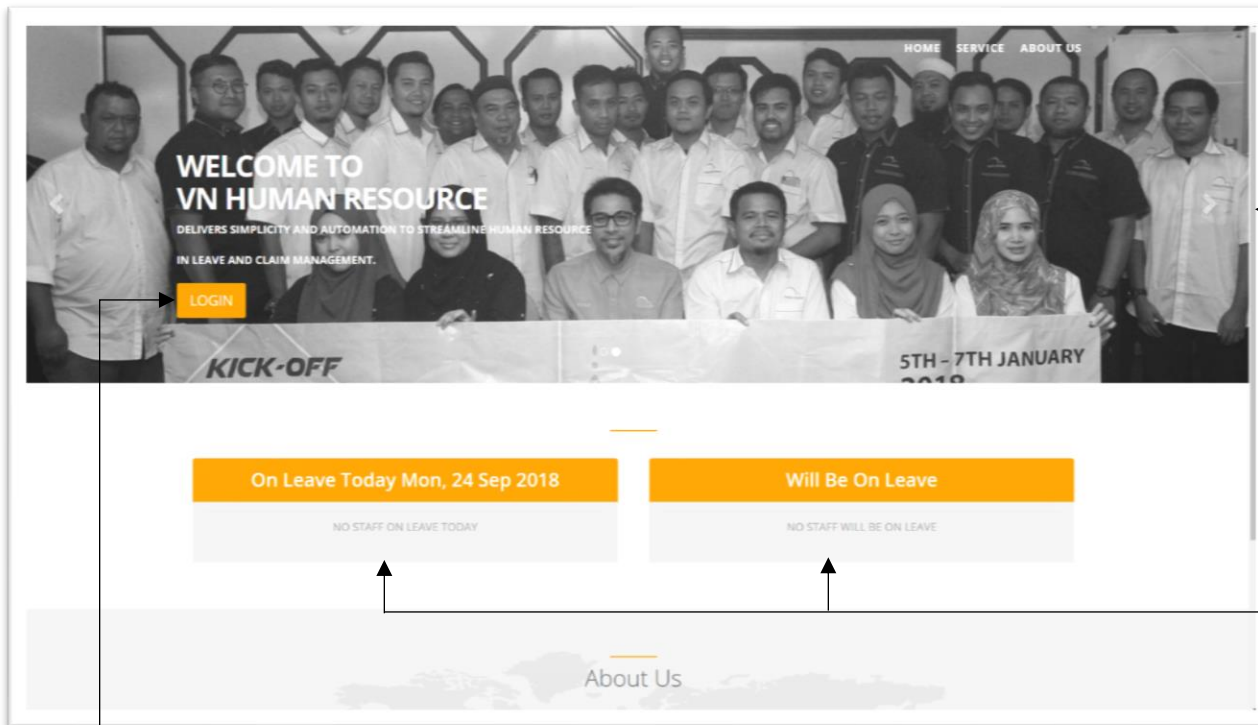 HOME SERVICE ABOUT US
WELCOME TO
VN HUMAN RESOURCE
DELIVERS SIMPLICITY AND AUTOMATION TO STREAMLINE HUMAN RESOURCE
IN LEAVE AND CLAIM MANAGEMENT.
LOGIN
KICK-OFF
5TH - 7TH JANUARY
2018
On Leave Today Mon, 24 Sep 2018
Will Be On Leave
NO STAFF ON LEAVE TODAY
NO STAFF WILL BE ON LEAVE
About Us